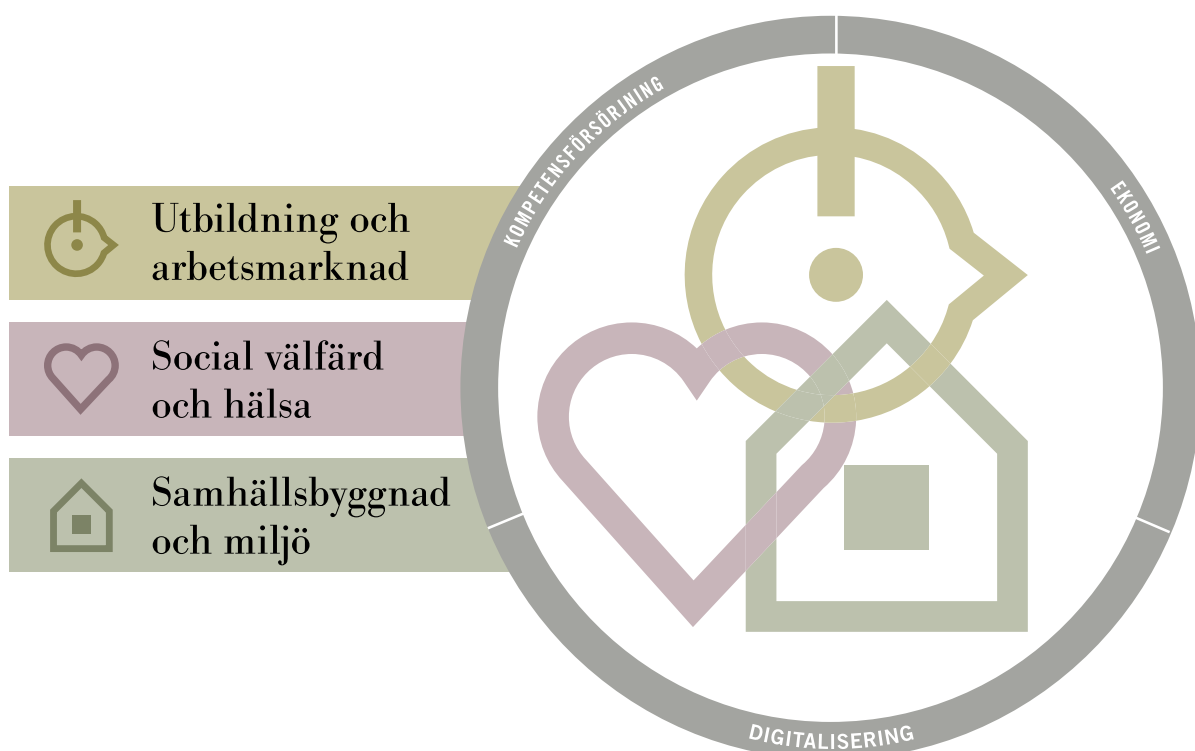 Utbildning och
arbetsmarknad
Social välfärd
och hälsa
Samhällsbyggnad
och miljö
KOMPETENSFÖRSÖRJNING
EKONOMI
DIGITALISERING